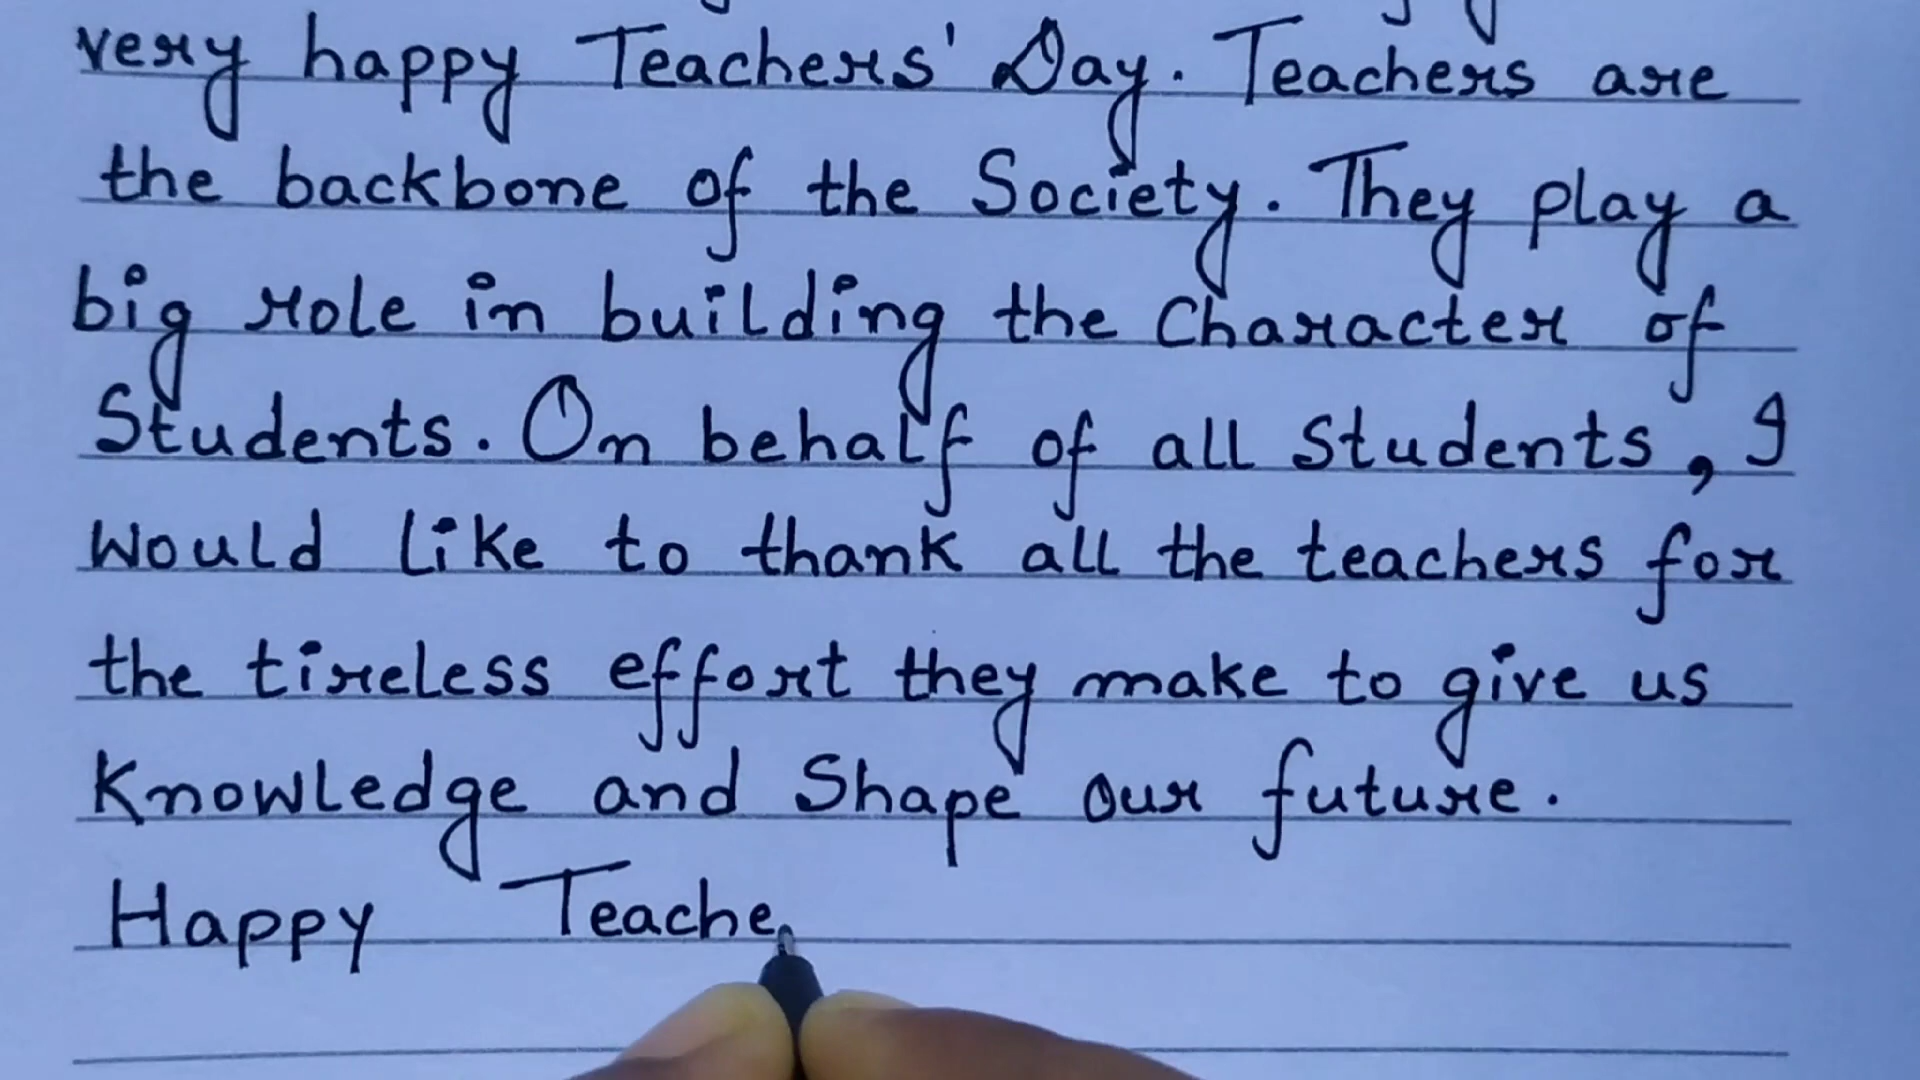 very happy Teachers' Day. Teachers are
the backbone of the Society. They play a
big role in building the Character of
Students. On behalf of all Students, I
would like to thank all the teachers for
the tireless effort they make to give us
Knowledge and Shape our future.
Happy Teache